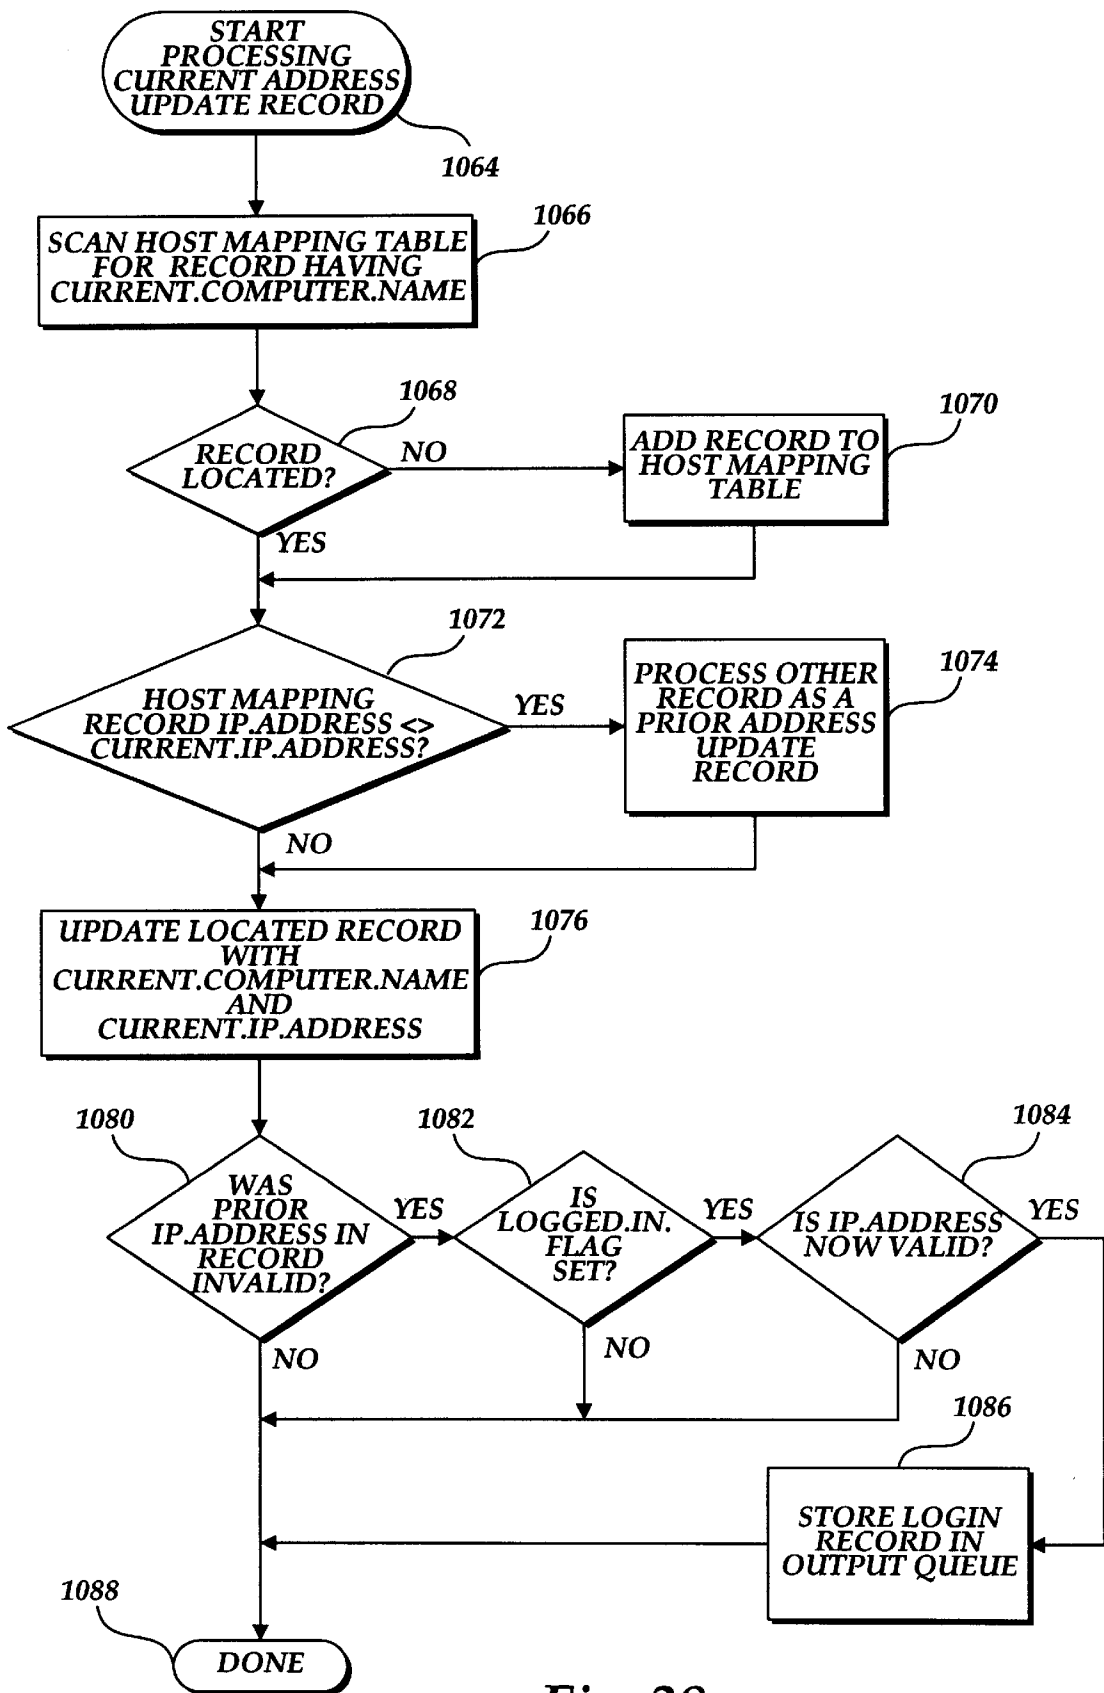 START
PROCESSING
CURRENT ADDRESS
UPDATE RECORD
1064
1066
SCAN HOST MAPPING TABLE
FOR RECORD HAVING
CURRENT.COMPUTER.NAME
1068
RECORD
LOCATED?
NO
1070
ADD RECORD TO
HOST MAPPING
TABLE
YES
1072
HOST MAPPING
RECORD IP.ADDRESS <>
CURRENT.IP.ADDRESS?
YES
1074
PROCESS OTHER
RECORD AS A
PRIOR ADDRESS
UPDATE
RECORD
NO
1076
UPDATE LOCATED RECORD
WITH
CURRENT.COMPUTER.NAME
AND
CURRENT.IP.ADDRESS
1080
WAS
PRIOR
IP.ADDRESS IN
RECORD
INVALID?
YES
1082
IS
LOGGED.IN.
FLAG
SET?
YES
1084
IS IP.ADDRESS
NOW VALID?
YES
NO
NO
NO
1086
STORE LOGIN
RECORD IN
OUTPUT QUEUE
1088
DONE